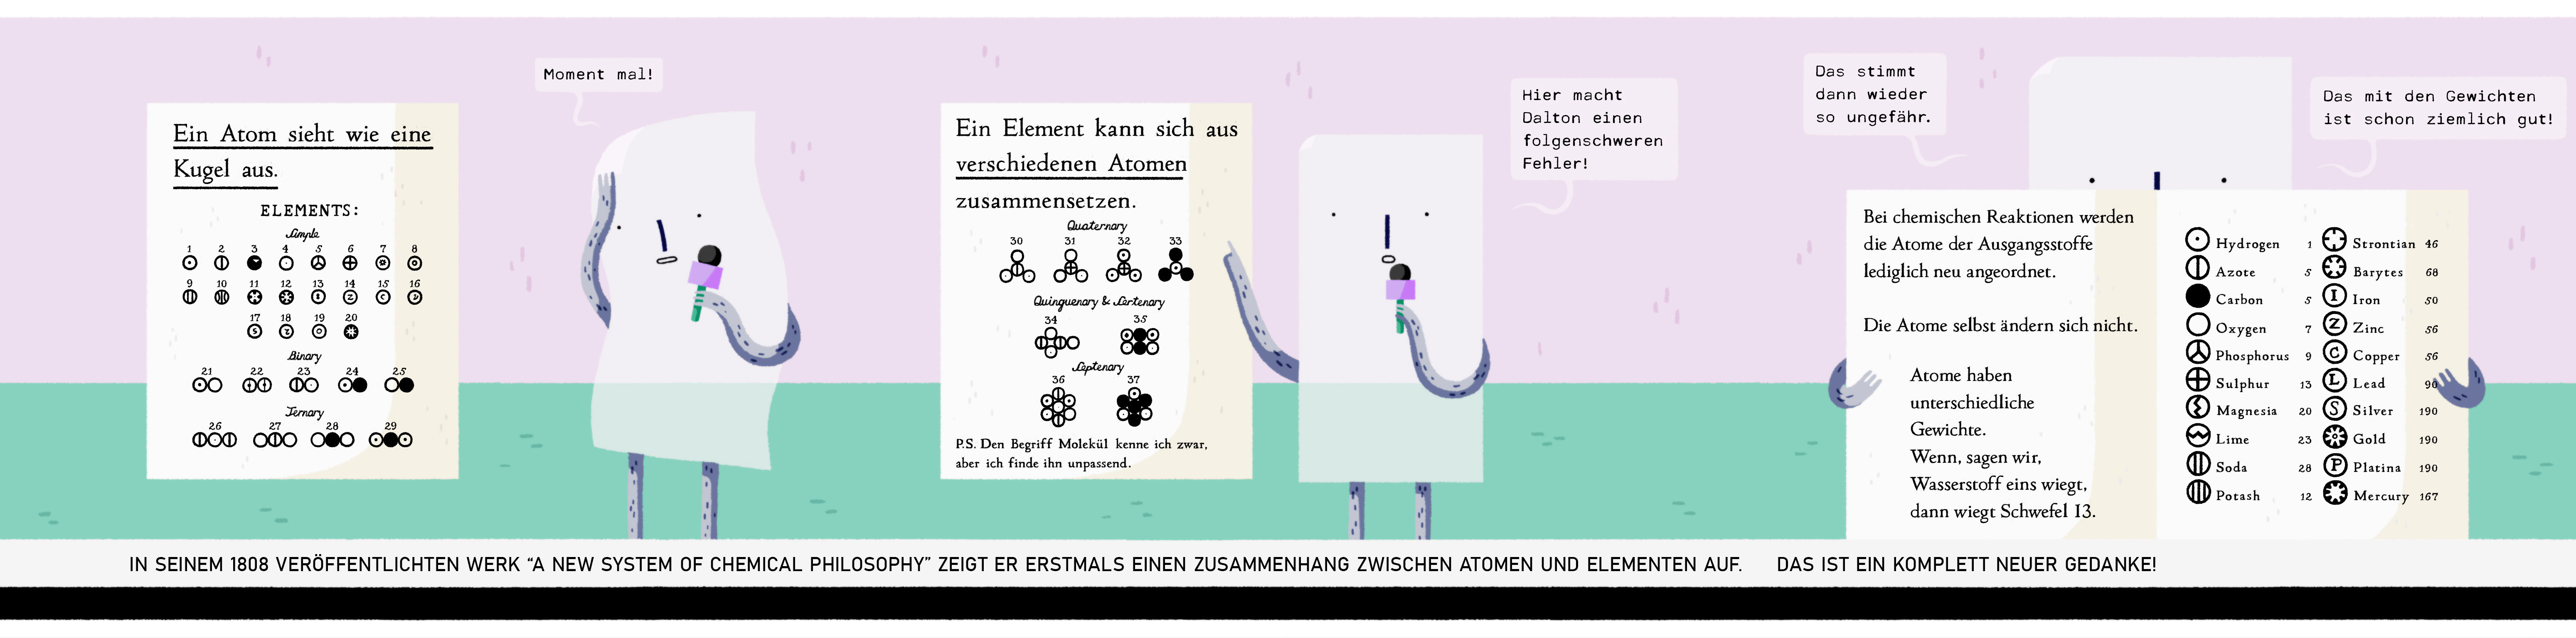 Moment mal!
Ein Atom sieht wie eine
Kugel aus.
ELEMENTS:
Simple
1 2 3 4 5 6 7 8
9 10 11 12 13 14 15 16
17 18 19 20
Binary
21 22 23 24 25
Ternary
26 27 28 29
Ein Element kann sich aus
verschiedenen Atomen
zusammensetzen.
Quaternary
30 31 32 33
Quinquenary & Sextenary
34 35
Septenary
36 37
P.S. Den Begriff Molekül kenne ich zwar,
aber ich finde ihn unpassend.
Hier macht
Dalton einen
folgenschweren
Fehler!
Das stimmt
dann wieder
so ungefähr.
Das mit den Gewichten
ist schon ziemlich gut!
Bei chemischen Reaktionen werden
die Atome der Ausgangsstoffe
lediglich neu angeordnet.
Die Atome selbst ändern sich nicht.
Atome haben
unterschiedliche
Gewichte.
Wenn, sagen wir,
Wasserstoff eins wiegt,
dann wiegt Schwefel 13.
Hydrogen 1 Strontian 46
Azote 5 Barytes 68
Carbon 5 I Iron 50
Oxygen 7 Z Zinc 56
Phosphorus 9 C Copper 56
Sulphur 13 L Lead 90
Magnesia 20 S Silver 190
Lime 23 Gold 190
Soda 28 P Platina 190
Potash 12 Mercury 167
IN SEINEM 1808 VERÖFFENTLICHTEN WERK “A NEW SYSTEM OF CHEMICAL PHILOSOPHY” ZEIGT ER ERSTMALS EINEN ZUSAMMENHANG ZWISCHEN ATOMEN UND ELEMENTEN AUF. DAS IST EIN KOMPLETT NEUER GEDANKE!